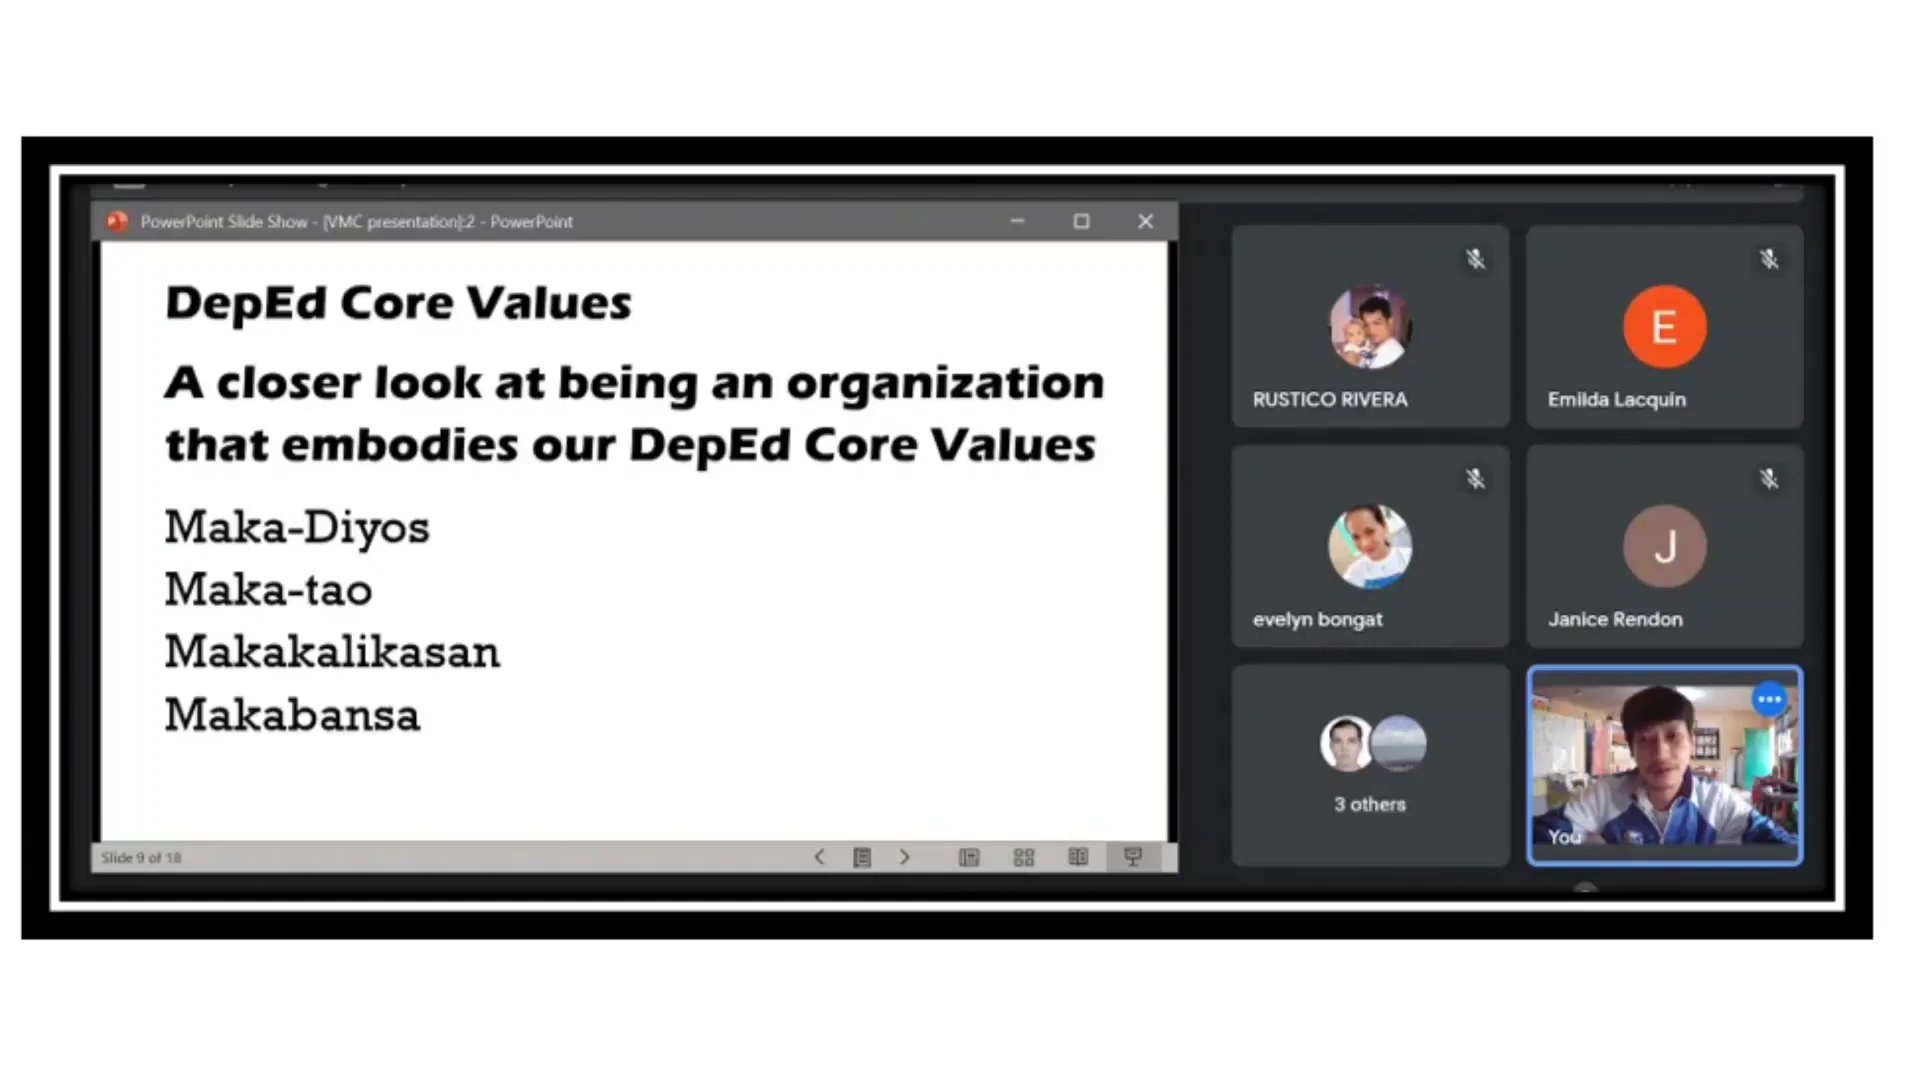 PowerPoint Slide Show - [VMC presentation]:2 - PowerPoint
DepEd Core Values
A closer look at being an organization
that embodies our DepEd Core Values
Maka-Diyos
Maka-tao
Makakalikasan
Makabansa
Slide 9 of 18
RUSTICO RIVERA
E
Emilda Lacquin
evelyn bongat
J
Janice Rendon
3 others
You